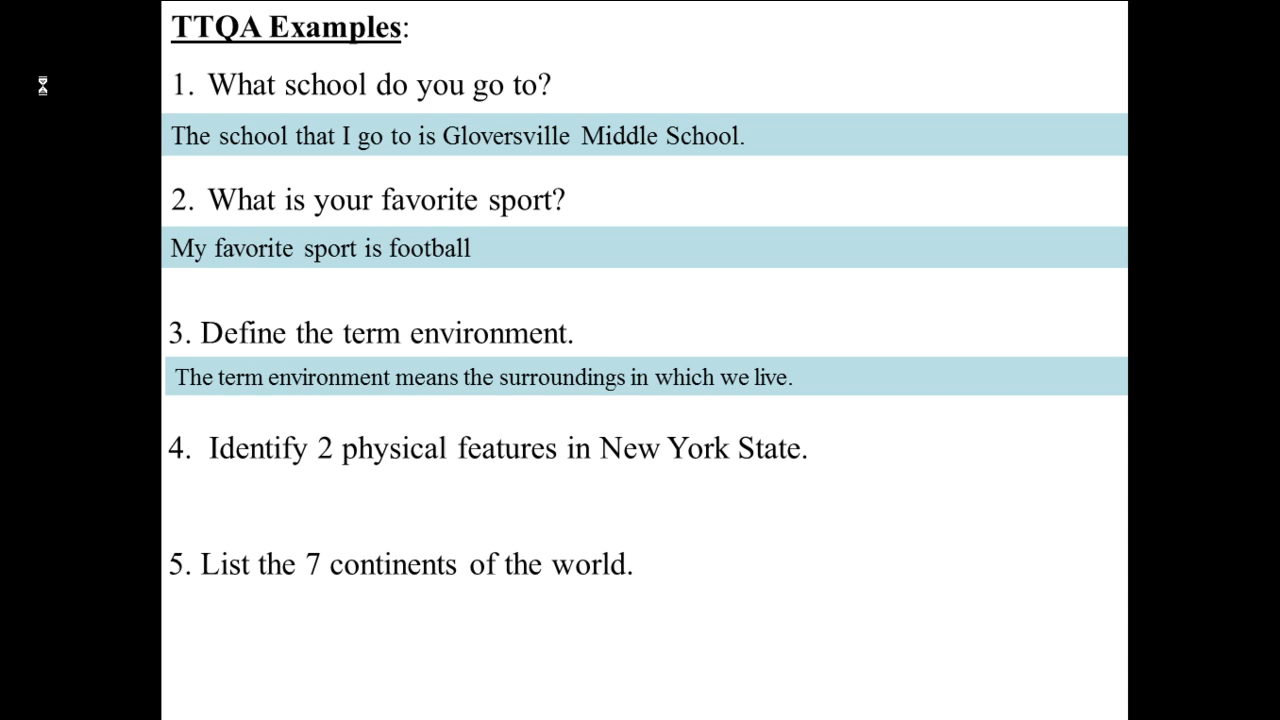 TTQA Examples:
1. What school do you go to?
The school that I go to is Gloversville Middle School.
2. What is your favorite sport?
My favorite sport is football
3. Define the term environment.
The term environment means the surroundings in which we live.
4. Identify 2 physical features in New York State.
5. List the 7 continents of the world.